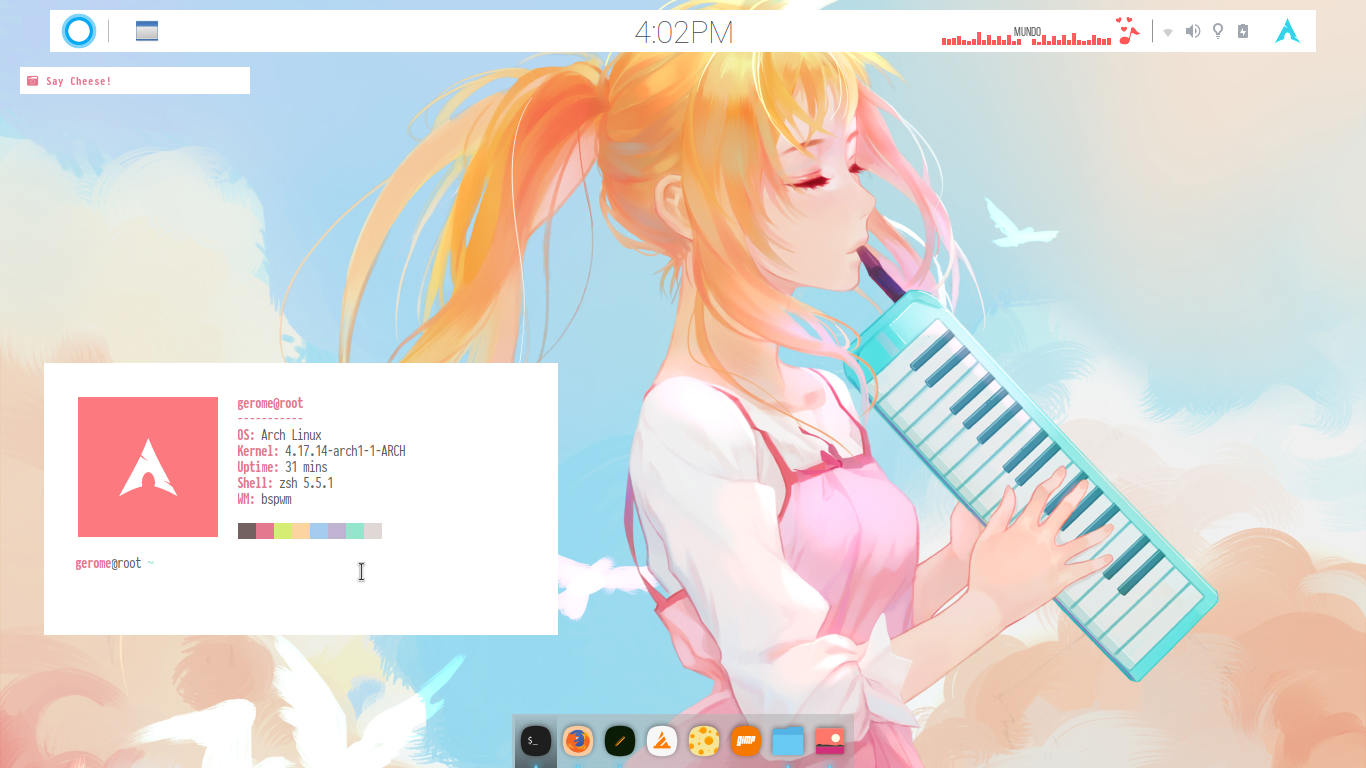 4:02PM
MUNDO
Say Cheese!
gerome@root
-----------
OS: Arch Linux
Kernel: 4.17.14-arch1-1-ARCH
Uptime: 31 mins
Shell: zsh 5.5.1
WM: bspwm
gerome@root ~
$_
gimp